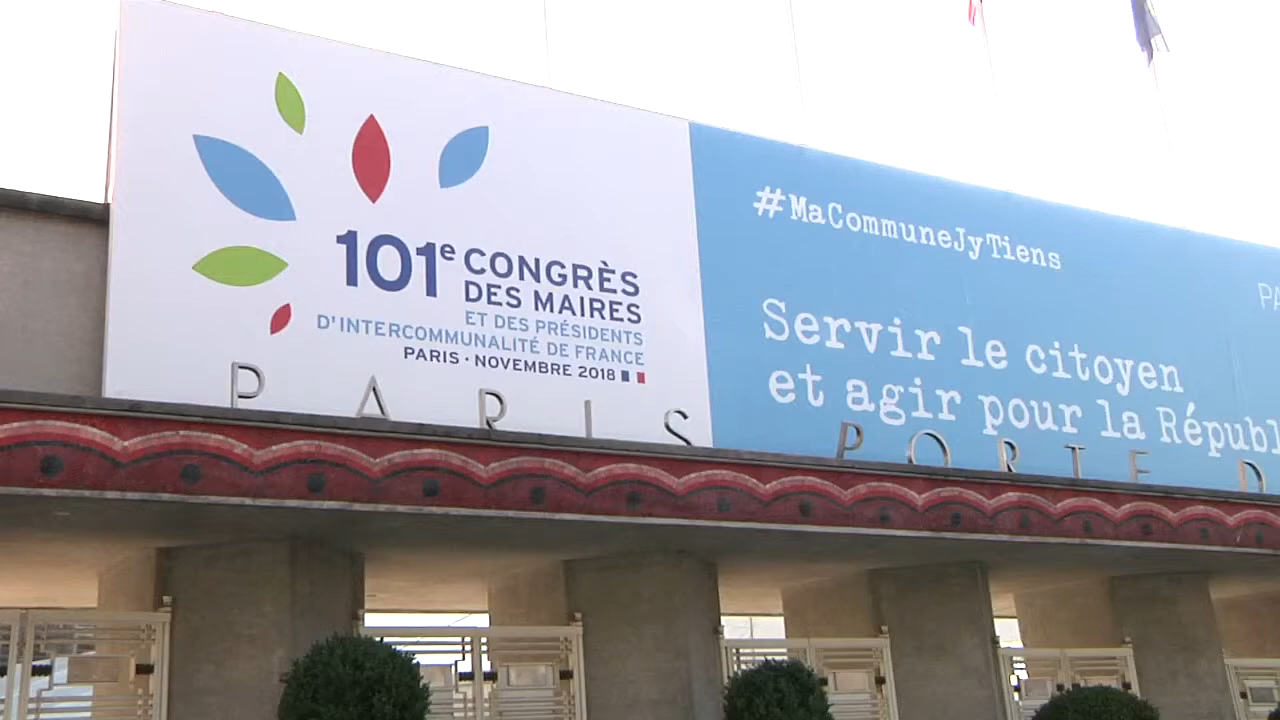 101e CONGRÈS
DES MAIRES
ET DES PRÉSIDENTS
D'INTERCOMMUNALITÉ DE FRANCE
PARIS · NOVEMBRE 2018
#MaCommuneJyTiens
Servir le citoyen
et agir pour la
PARIS PORTE